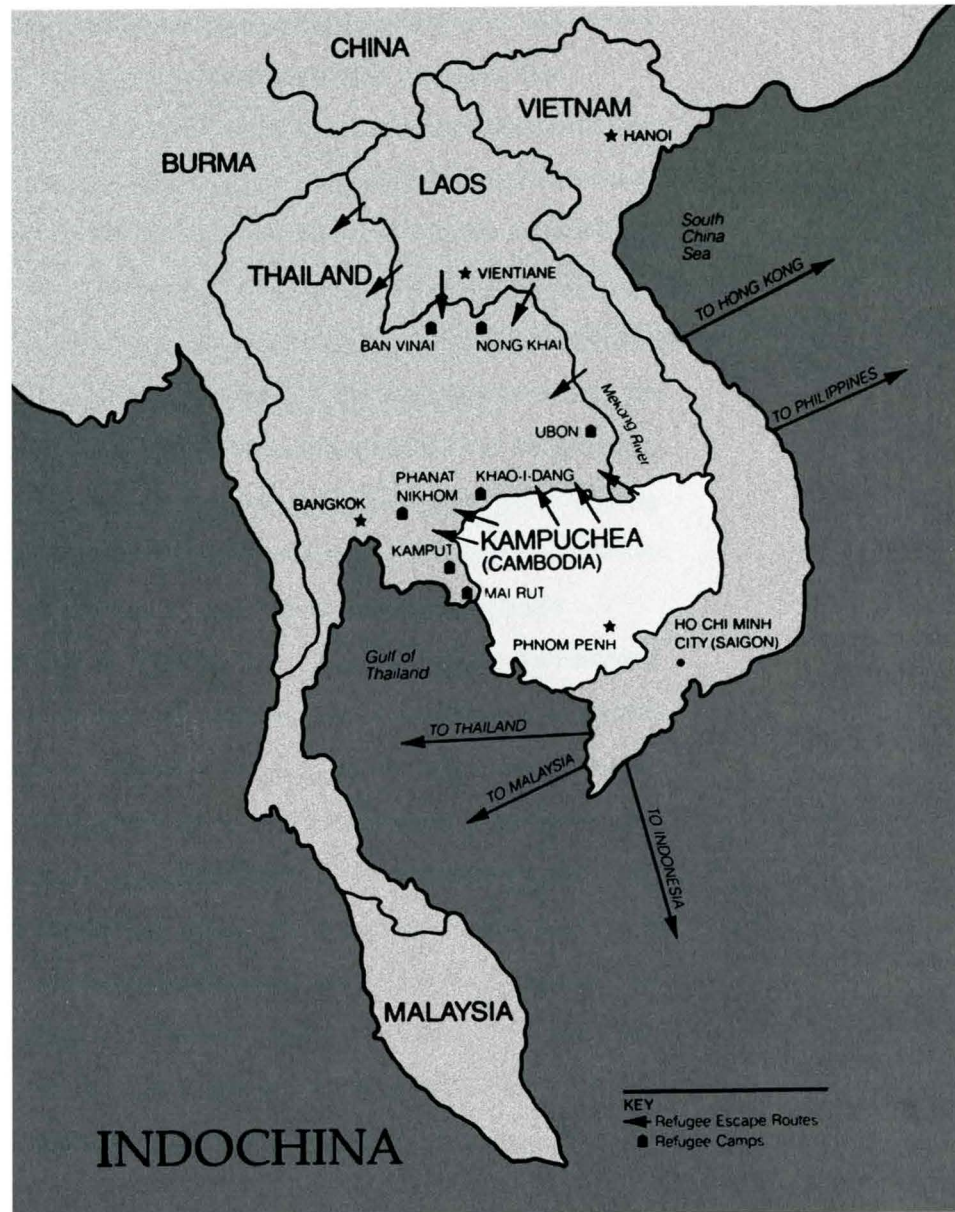 CHINA
VIETNAM
★ HANOI
BURMA
LAOS
South
China
Sea
THAILAND
★ VIENTIANE
TO HONG KONG
BAN VINAI
NONG KHAI
TO PHILIPPINES
Mekong River
UBON
PHANAT
NIKHOM
KHAO-I-DANG
BANGKOK
KAMPUCHEA
(CAMBODIA)
KAMPUT
MAI RUT
PHNOM PENH
HO CHI MINH
CITY (SAIGON)
Gulf of
Thailand
TO THAILAND
TO MALAYSIA
TO INDONESIA
MALAYSIA
KEY
Refugee Escape Routes
Refugee Camps
INDOCHINA